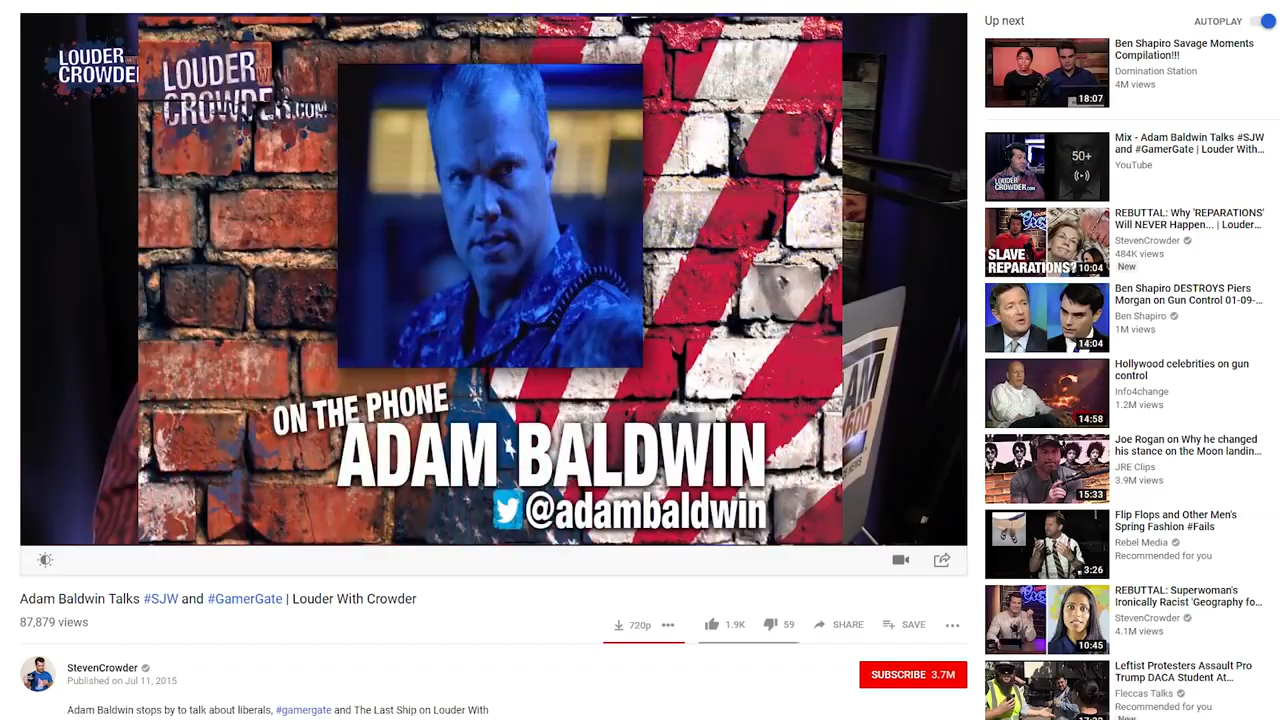 LOUDER WITH
CROWDER
LOUDER WITH
CROWDER.COM
ON THE PHONE
ADAM BALDWIN
@adambaldwin
Adam Baldwin Talks #SJW and #GamerGate | Louder With Crowder
87,879 views
720p
1.9K
59
SHARE
SAVE
StevenCrowder
Published on Jul 11, 2015
SUBSCRIBE 3.7M
Adam Baldwin stops by to talk about liberals, #gamergate and The Last Ship on Louder With
Up next
AUTOPLAY
18:07
Ben Shapiro Savage Moments
Compilation!!!
Domination Station
4M views
50+
LOUDER
CROWDER.COM
Mix - Adam Baldwin Talks #SJW
and #GamerGate | Louder With...
YouTube
SLAVE
REPARATIONS?
10:04
REBUTTAL: Why 'REPARATIONS'
Will NEVER Happen... | Louder...
StevenCrowder
484K views
New
14:04
Ben Shapiro DESTROYS Piers
Morgan on Gun Control 01-09-...
Ben Shapiro
1M views
14:58
Hollywood celebrities on gun
control
Info4change
1.2M views
15:33
Joe Rogan on Why he changed
his stance on the Moon landin...
JRE Clips
3.9M views
3:26
Flip Flops and Other Men's
Spring Fashion #Fails
Rebel Media
Recommended for you
10:45
REBUTTAL: Superwoman's
Ironically Racist 'Geography fo...
StevenCrowder
4.1M views
Leftist Protesters Assault Pro
Trump DACA Student At...
Fleccas Talks
Recommended for you